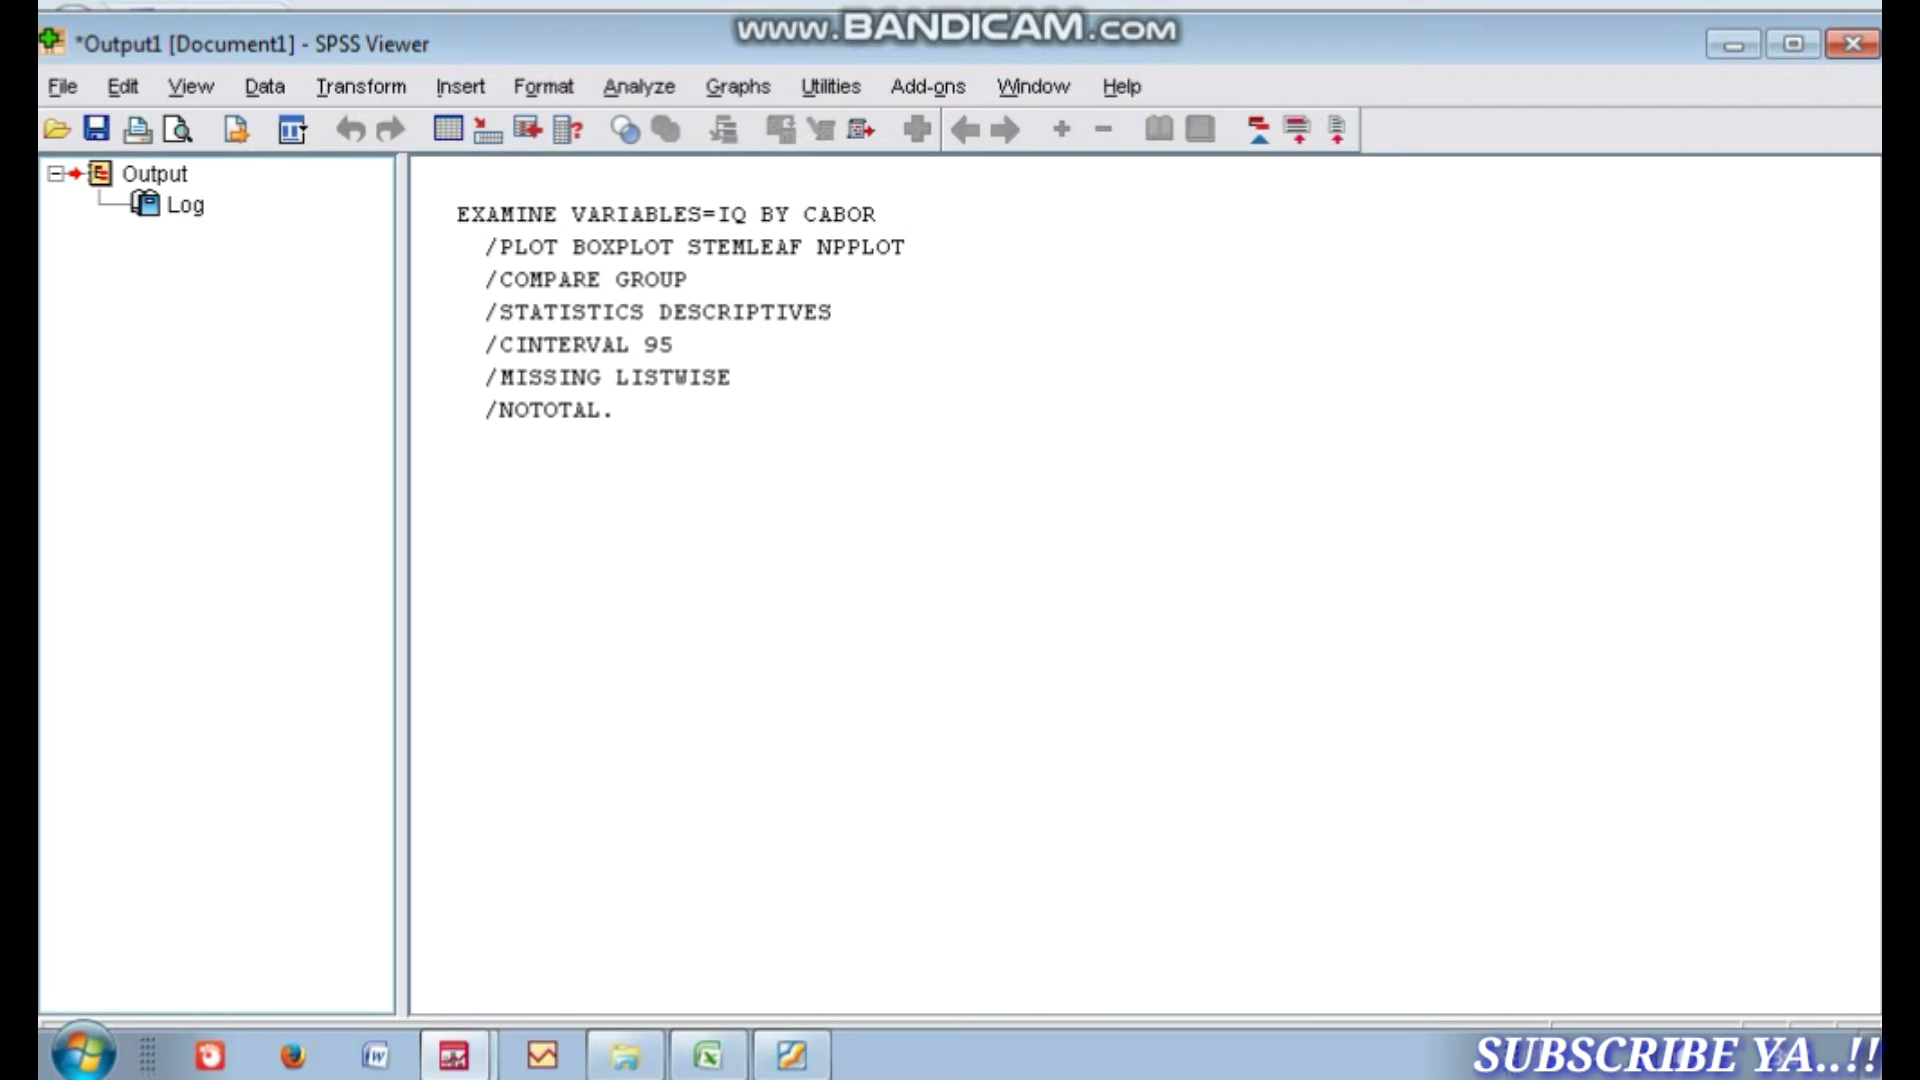 www.BANDICAM.com
*Output1 [Document1] - SPSS Viewer
File Edit View Data Transform Insert Format Analyze Graphs Utilities Add-ons Window Help
Output
Log
EXAMINE VARIABLES=IQ BY CABOR
/PLOT BOXPLOT STEMLEAF NPPLOT
/COMPARE GROUP
/STATISTICS DESCRIPTIVES
/CINTERVAL 95
/MISSING LISTWISE
/NOTOTAL.
SUBSCRIBE YA..!!